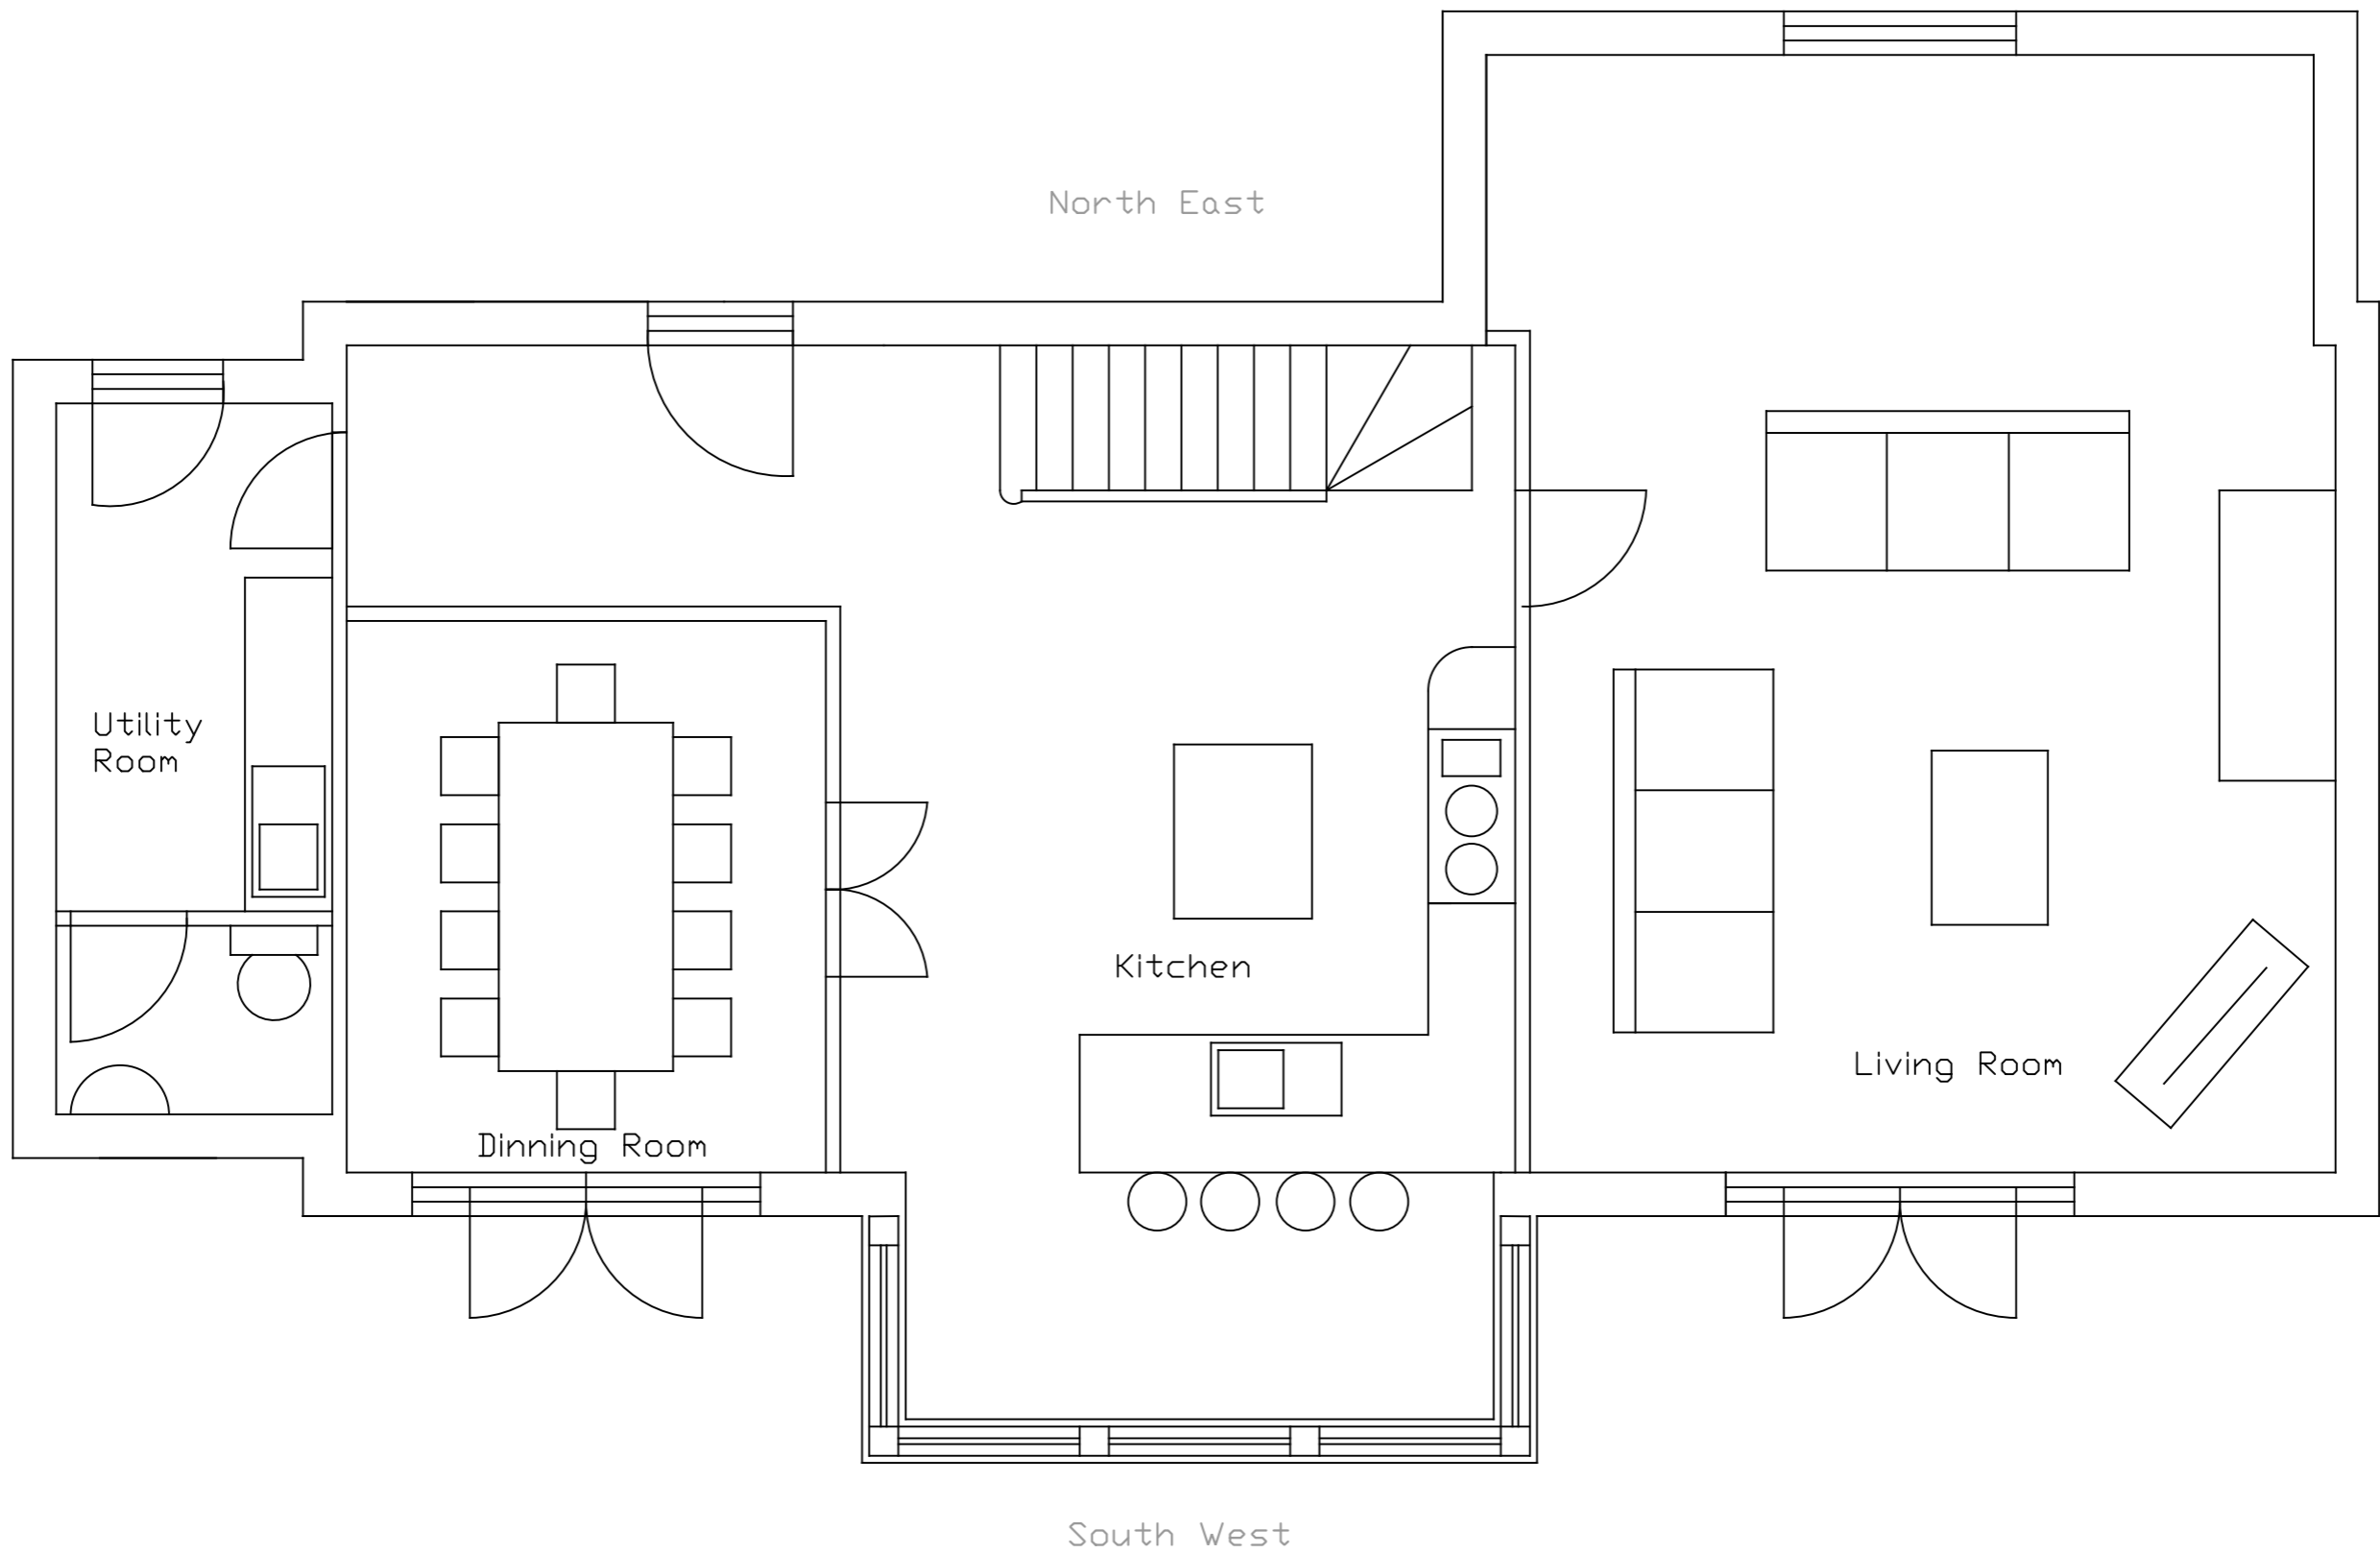 North East
Utility
Room
Kitchen
Living Room
Dinning Room
South West